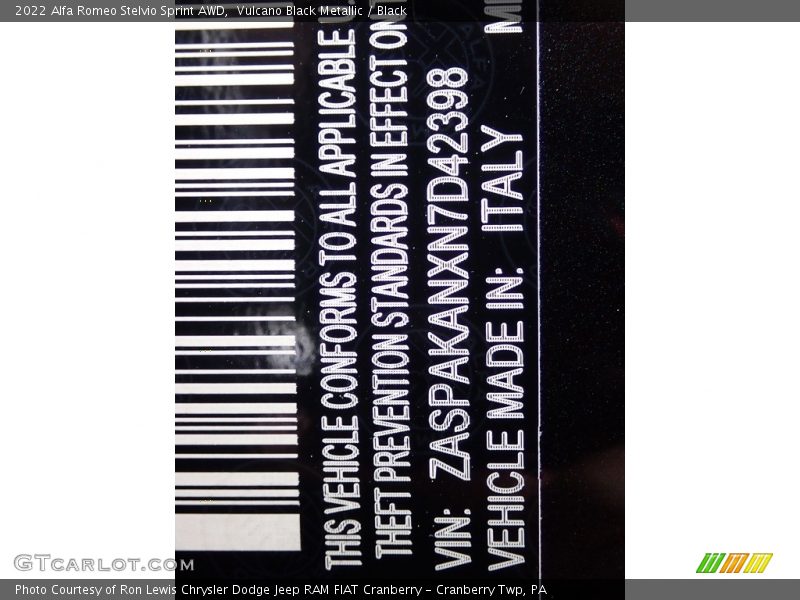 2022 Alfa Romeo Stelvio Sprint AWD,  Vulcano Black Metallic / Black
THIS VEHICLE CONFORMS TO ALL APPLICABLE
THEFT PREVENTION STANDARDS IN EFFECT ON
VIN: ZASPAKANXN7D42398
VEHICLE MADE IN: ITALY
GTCARLOT.COM
Photo Courtesy of Ron Lewis Chrysler Dodge Jeep RAM FIAT Cranberry - Cranberry Twp, PA